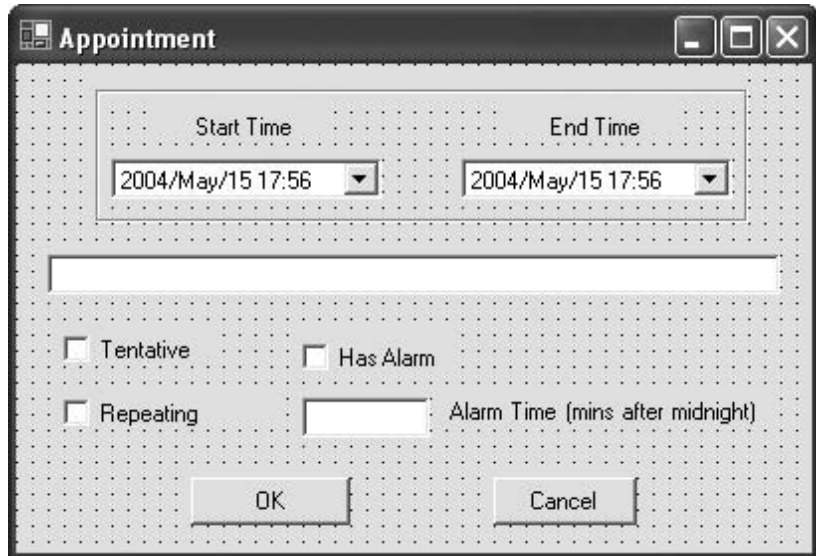 Appointment
Start Time End Time
2004/May/15 17:56 2004/May/15 17:56
Tentative
Has Alarm
Repeating
Alarm Time (mins after midnight)
OK Cancel